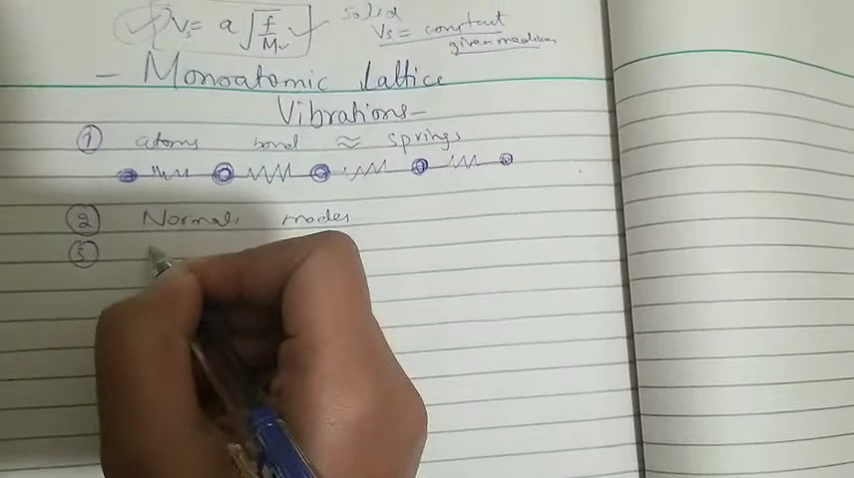 Vs = a √f/M solid
Vs = constant
given medium
- Monoatomic Lattice
Vibrations -
① atoms bond ≈ springs
② Normal modes
③